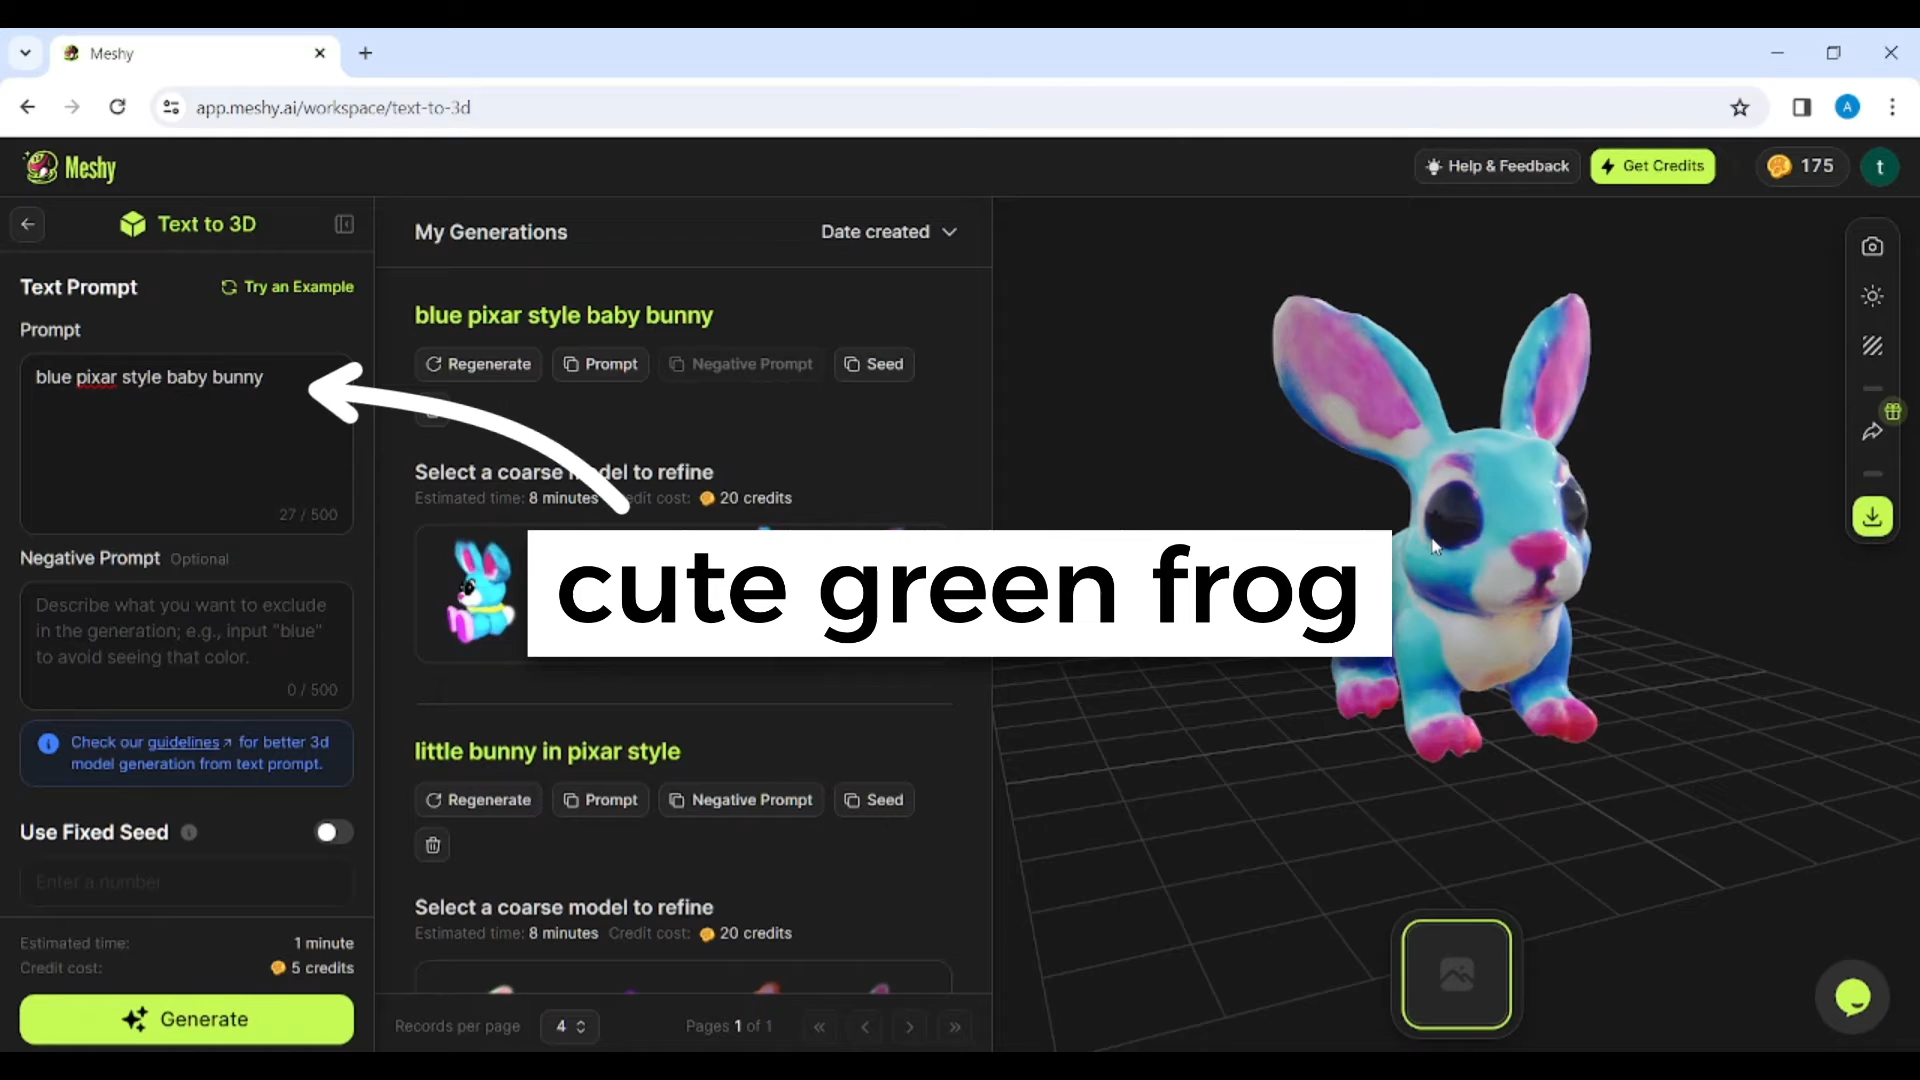 Meshy
app.meshy.ai/workspace/text-to-3d
A
Meshy
Help & Feedback
Get Credits
175
t
Text to 3D
Text Prompt
Try an Example
Prompt
blue pixar style baby bunny
27 / 500
Negative Prompt Optional
Describe what you want to exclude
in the generation; e.g., input "blue"
to avoid seeing that color.
0 / 500
Check our guidelines ↗ for better 3d
model generation from text prompt.
Use Fixed Seed
Enter a number
Estimated time: 1 minute
Credit cost: 5 credits
Generate
My Generations
Date created
blue pixar style baby bunny
Regenerate Prompt Negative Prompt Seed
Select a coarse model to refine
Estimated time: 8 minutes Credit cost: 20 credits
cute green frog
little bunny in pixar style
Regenerate Prompt Negative Prompt Seed
Select a coarse model to refine
Estimated time: 8 minutes Credit cost: 20 credits
Records per page 4 Pages 1 of 1